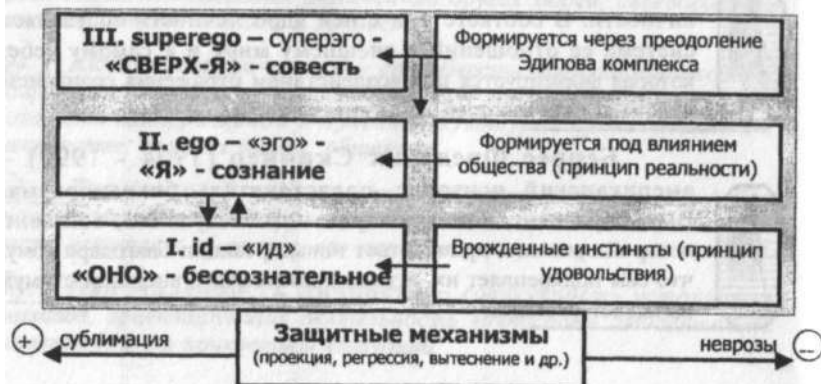 III. superego – суперэго -
«СВЕРХ-Я» - совесть
Формируется через преодоление
Эдипова комплекса
II. ego – «эго» -
«Я» - сознание
Формируется под влиянием
общества (принцип реальности)
I. id – «ид»
«ОНО» - бессознательное
Врожденные инстинкты (принцип
удовольствия)
+ сублимация
Защитные механизмы
(проекция, регрессия, вытеснение и др.)
неврозы –